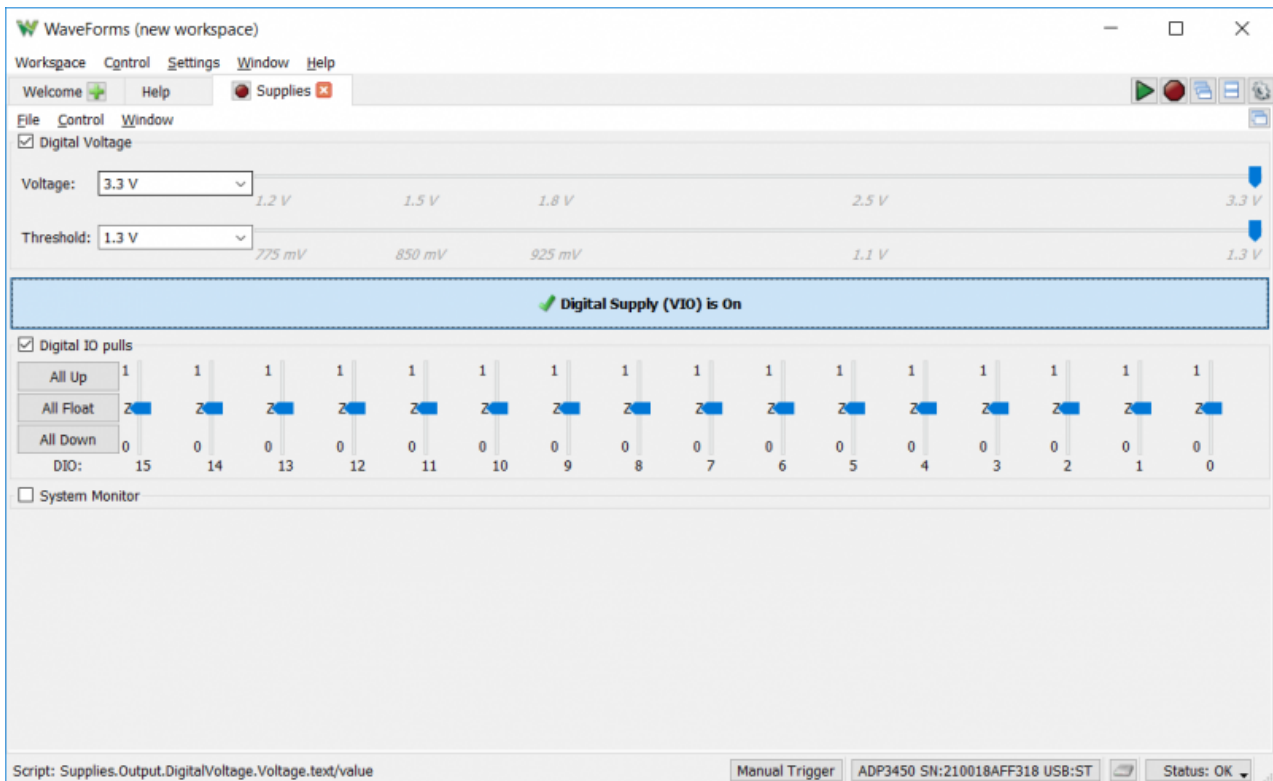 WaveForms (new workspace)
Workspace Control Settings Window Help
Welcome Help Supplies
File Control Window
Digital Voltage
Voltage: 3.3 V
1.2 V 1.5 V 1.8 V 2.5 V 3.3 V
Threshold: 1.3 V
775 mV 850 mV 925 mV 1.1 V 1.3 V
Digital Supply (VIO) is On
Digital IO pulls
All Up 1 1 1 1 1 1 1 1 1 1 1 1 1 1 1 1
All Float Z Z Z Z Z Z Z Z Z Z Z Z Z Z Z Z
All Down 0 0 0 0 0 0 0 0 0 0 0 0 0 0 0 0
DIO: 15 14 13 12 11 10 9 8 7 6 5 4 3 2 1 0
System Monitor
Script: Supplies.Output.DigitalVoltage.Voltage.text/value Manual Trigger ADP3450 SN:210018AFF318 USB:ST Status: OK